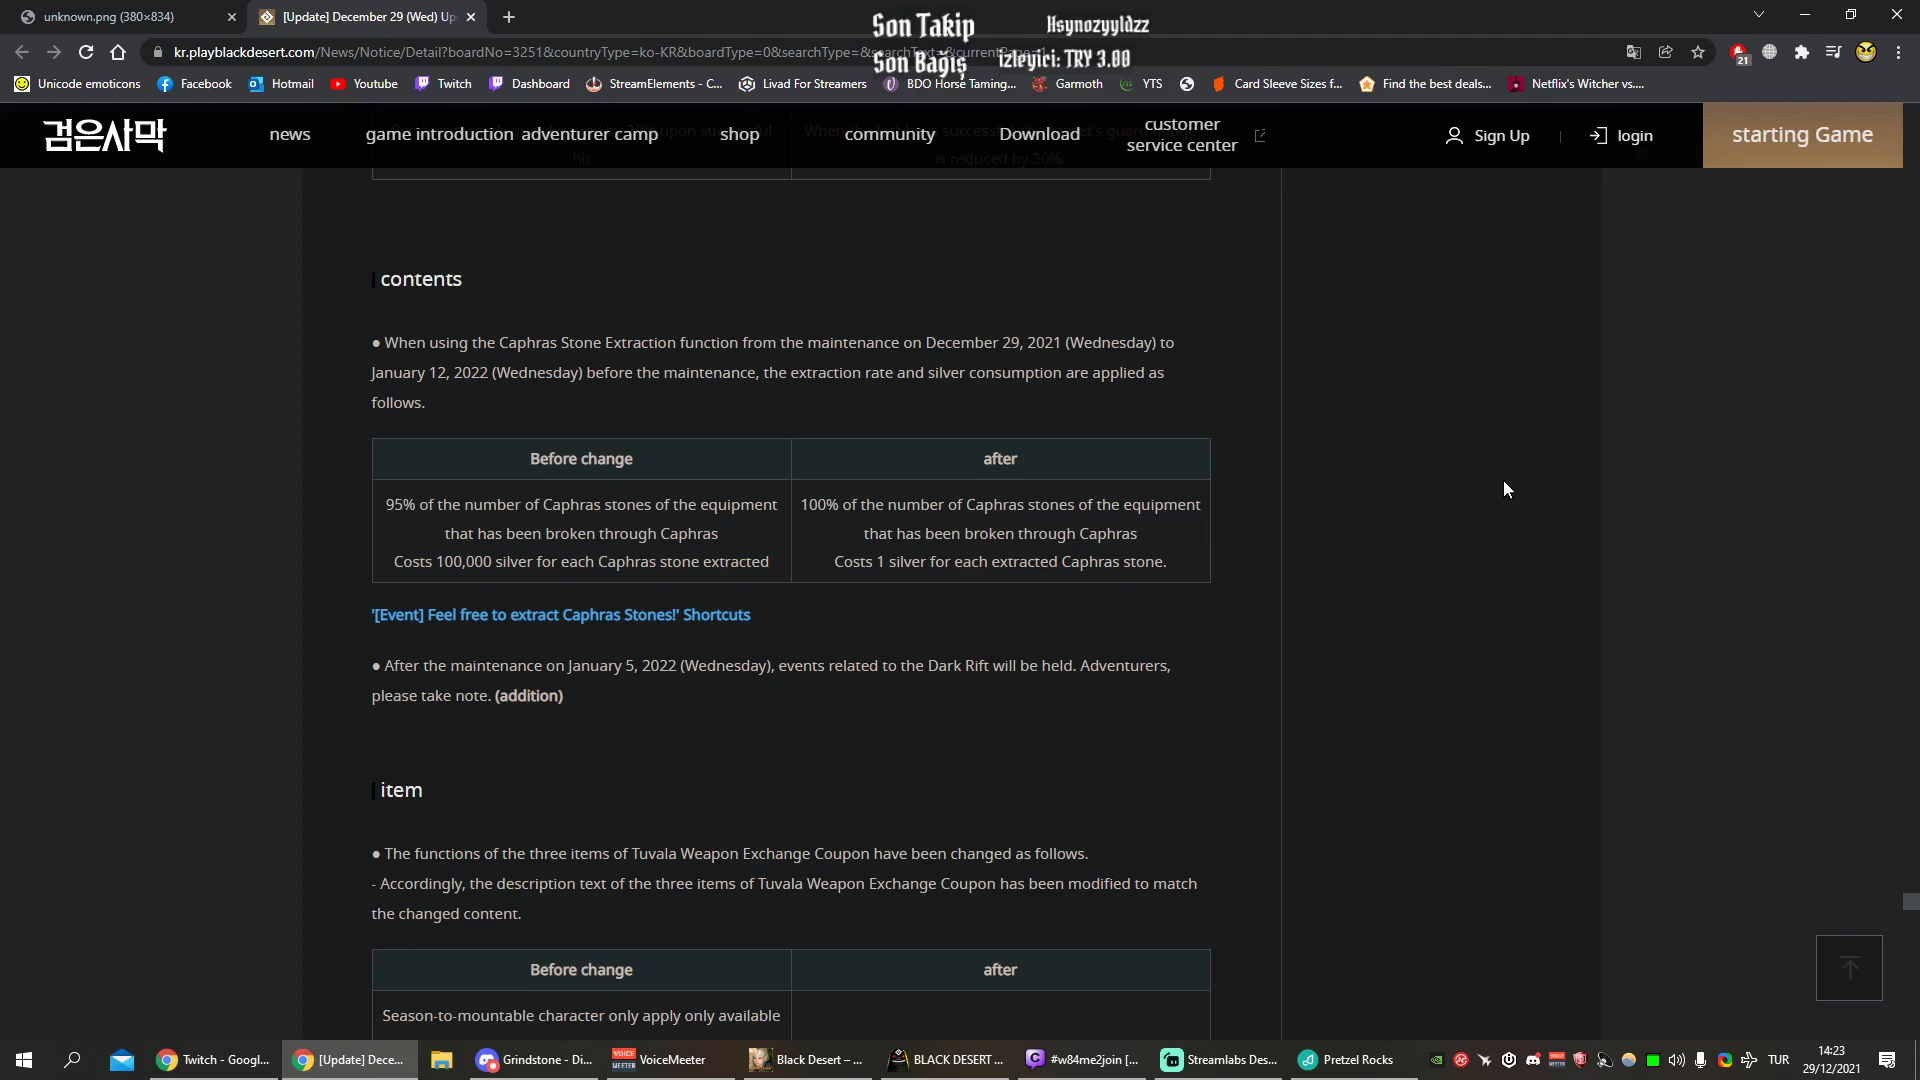 unknown.png (380×834)
[Update] December 29 (Wed) Up
Son Takip
Hsynozyyldzz
kr.playblackdesert.com/News/Notice/Detail?boardNo=3251&countryType=ko-KR&boardType=0&searchType=&searchText=&currentPage=1
Son Bağış
izleyici: TRY 3.00
21
Unicode emoticons
Facebook
Hotmail
Youtube
Twitch
Dashboard
StreamElements - C...
Livad For Streamers
BDO Horse Taming...
Garmoth
YTS
Card Sleeve Sizes f...
Find the best deals...
Netflix's Witcher vs....
검은사막
news
game introduction
adventurer camp
shop
community
Download
customer
service center
Sign Up
login
starting Game
hit
is reduced by 20%.
contents
● When using the Caphras Stone Extraction function from the maintenance on December 29, 2021 (Wednesday) to
January 12, 2022 (Wednesday) before the maintenance, the extraction rate and silver consumption are applied as
follows.
Before change
after
95% of the number of Caphras stones of the equipment
that has been broken through Caphras
Costs 100,000 silver for each Caphras stone extracted
100% of the number of Caphras stones of the equipment
that has been broken through Caphras
Costs 1 silver for each extracted Caphras stone.
'[Event] Feel free to extract Caphras Stones!' Shortcuts
● After the maintenance on January 5, 2022 (Wednesday), events related to the Dark Rift will be held. Adventurers,
please take note. (addition)
item
● The functions of the three items of Tuvala Weapon Exchange Coupon have been changed as follows.
- Accordingly, the description text of the three items of Tuvala Weapon Exchange Coupon has been modified to match
the changed content.
Before change
after
Season-to-mountable character only apply only available
Twitch - Googl...
[Update] Dece...
Grindstone - Di...
VoiceMeeter
Black Desert – ...
BLACK DESERT ...
#w84me2join [...
Streamlabs Des...
Pretzel Rocks
TUR
14:23
29/12/2021